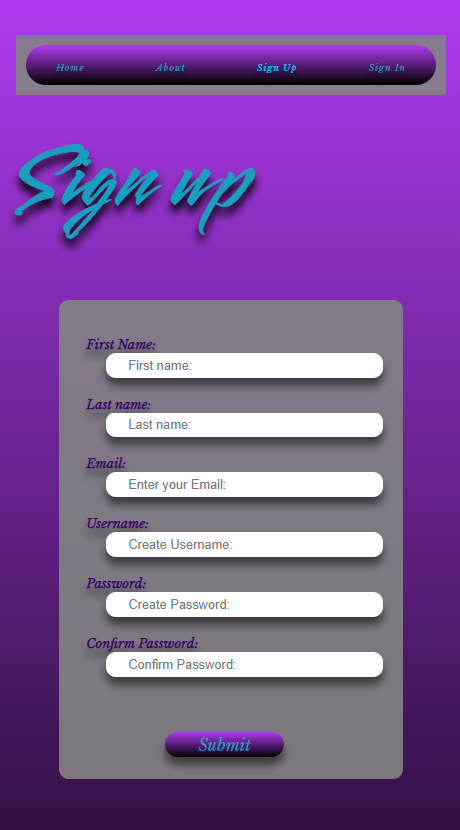 Home About Sign Up Sign In
Sign up
First Name:
First name:
Last name:
Last name:
Email:
Enter your Email:
Username:
Create Username:
Password:
Create Password:
Confirm Password:
Confirm Password:
Submit